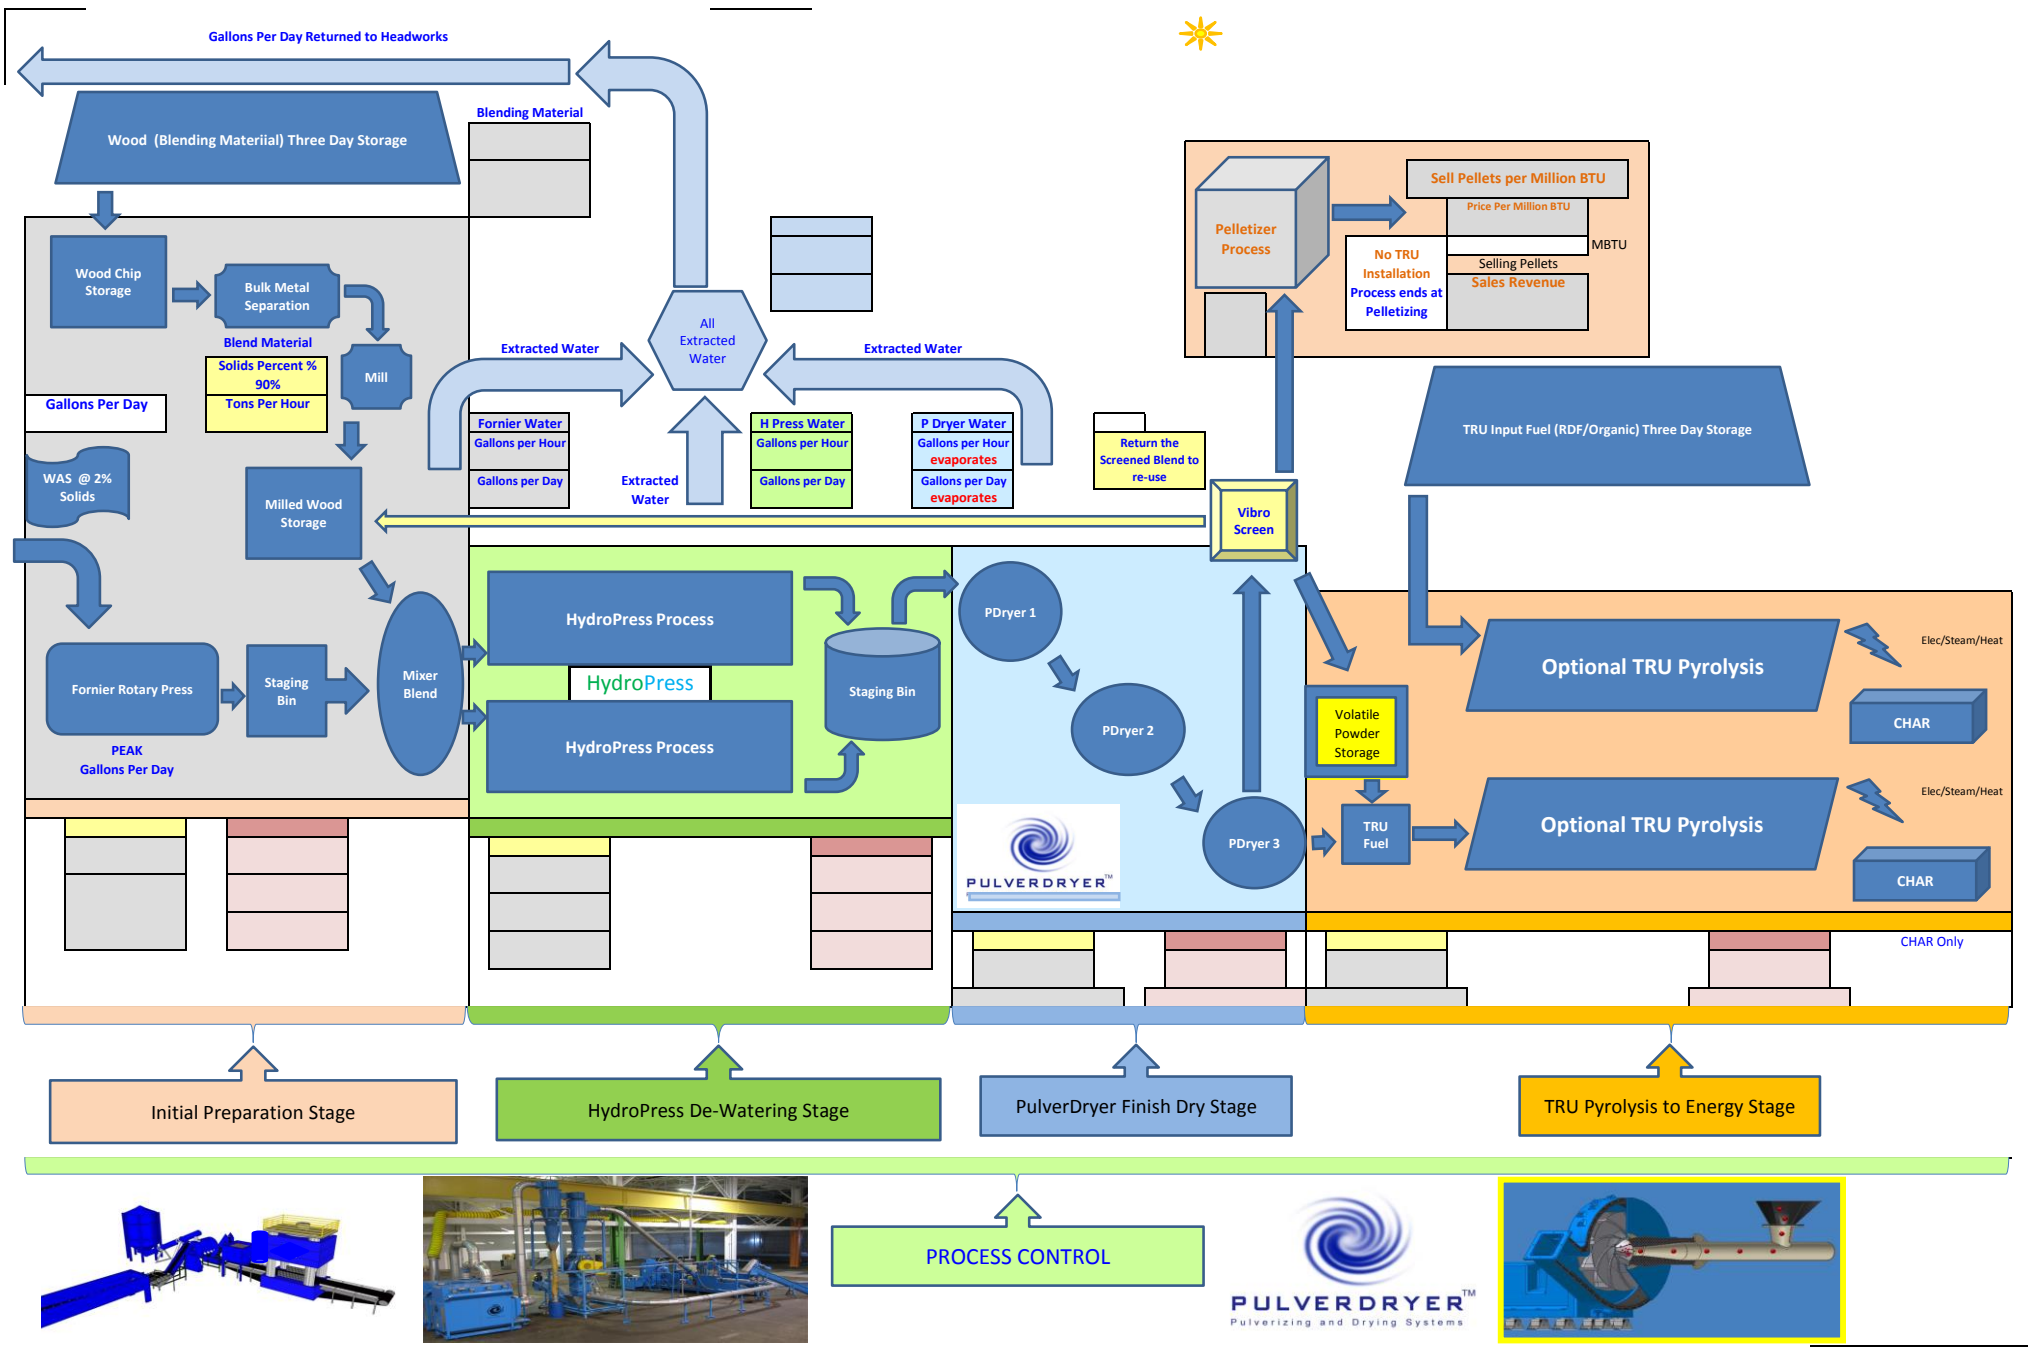 Gallons Per Day Returned to Headworks
Wood  (Blending Materiial) Three Day Storage
Blending Material
Wood Chip
Storage
Bulk Metal
Separation
Blend Material
Solids Percent %
90%
Tons Per Hour
Mill
Gallons Per Day
WAS @ 2%
Solids
Milled Wood
Storage
Fornier Rotary Press
PEAK
Gallons Per Day
Staging
Bin
Mixer
Blend
Extracted Water
All
Extracted
Water
Extracted Water
Fornier Water
Gallons per Hour
Gallons per Day
Extracted
Water
H Press Water
Gallons per Hour
Gallons per Day
P Dryer Water
Gallons per Hour
evaporates
Gallons per Day
evaporates
Return the
Screened Blend to
re-use
Vibro
Screen
Pelletizer
Process
Sell Pellets per Million BTU
Price Per Million BTU
MBTU
Selling Pellets
Sales Revenue
No TRU
Installation
Process ends at
Pelletizing
TRU Input Fuel (RDF/Organic) Three Day Storage
HydroPress Process
HydroPress
HydroPress Process
Staging Bin
PDryer 1
PDryer 2
PDryer 3
PULVERDRYER™
Volatile
Powder
Storage
TRU
Fuel
Optional TRU Pyrolysis
Elec/Steam/Heat
CHAR
Optional TRU Pyrolysis
Elec/Steam/Heat
CHAR
CHAR Only
Initial Preparation Stage
HydroPress De-Watering Stage
PulverDryer Finish Dry Stage
TRU Pyrolysis to Energy Stage
PROCESS CONTROL
PULVERDRYER™
Pulverizing and Drying Systems